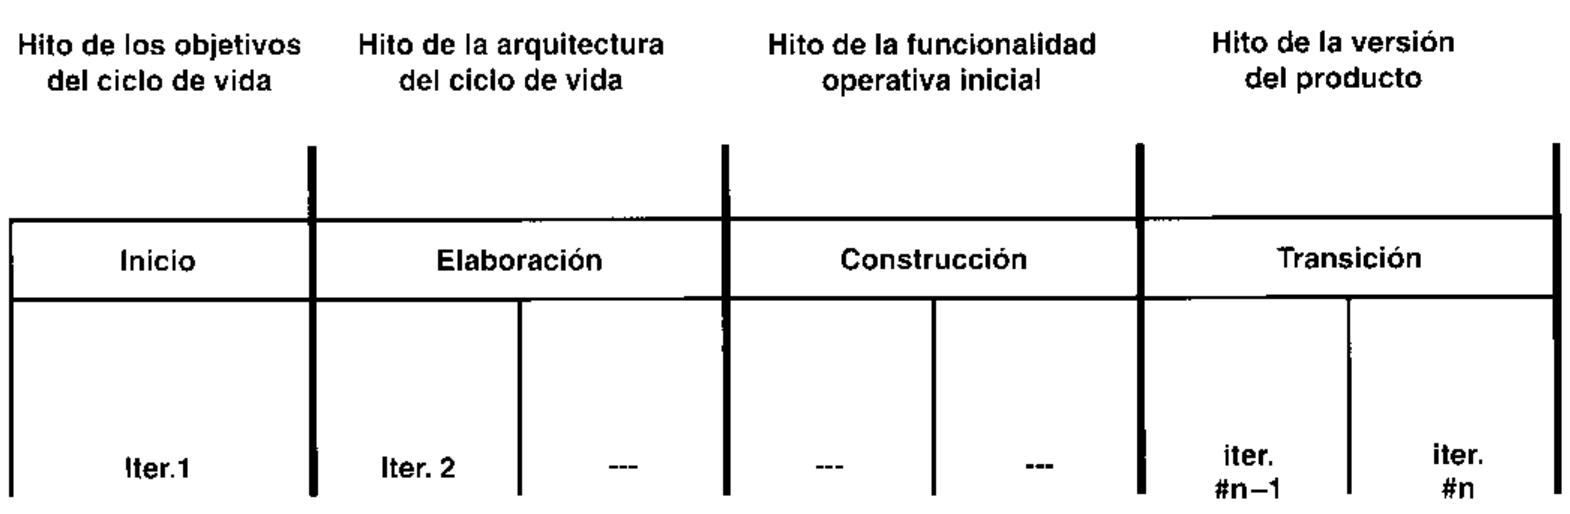 Hito de los objetivos
del ciclo de vida
Hito de la arquitectura
del ciclo de vida
Hito de la funcionalidad
operativa inicial
Hito de la versión
del producto
Inicio
Elaboración
Construcción
Transición
Iter.1
Iter. 2
---
---
---
iter.
#n–1
iter.
#n